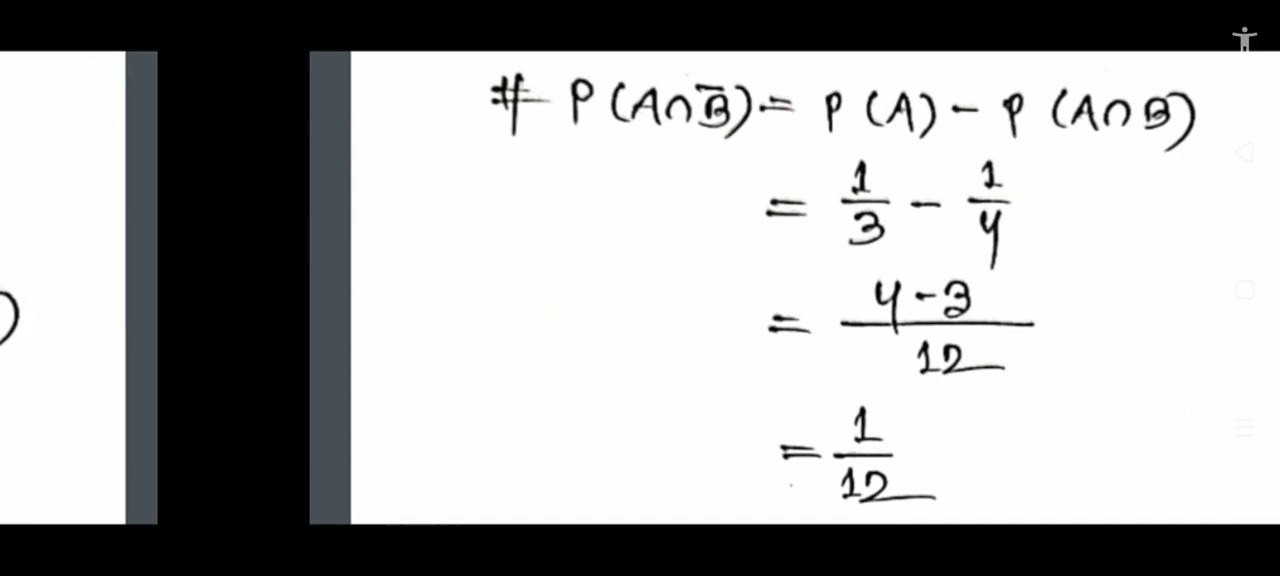 # P(A∩B̅) = P(A) - P(A∩B)
= 1/3 - 1/4
= (4-3)/12
= 1/12
)